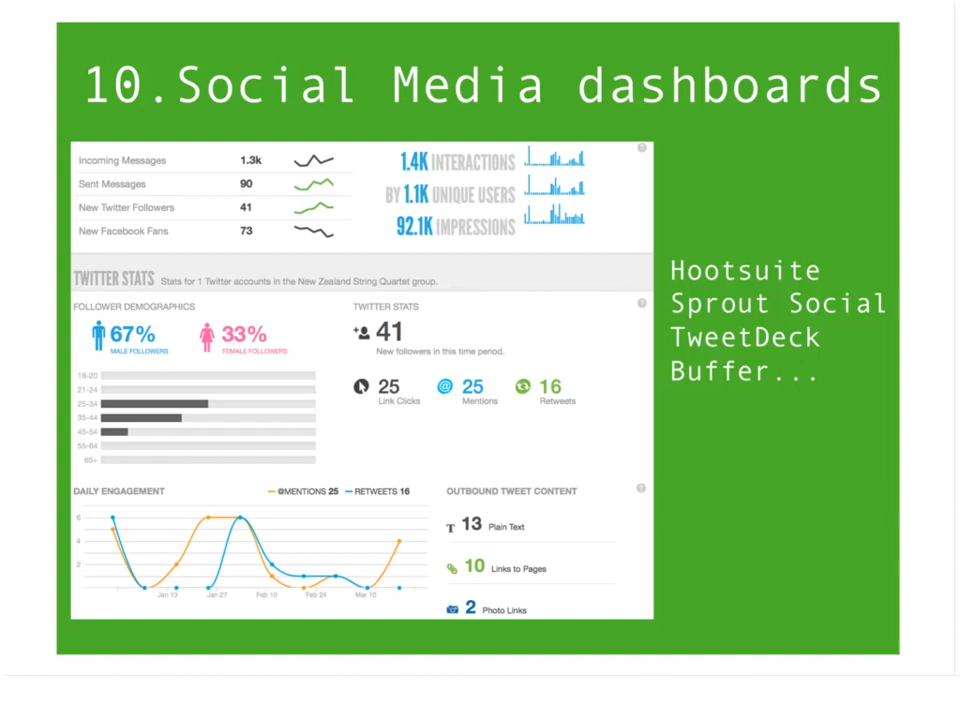 10.Social Media dashboards
Incoming Messages 1.3k
Sent Messages 90
New Twitter Followers 41
New Facebook Fans 73
1.4K INTERACTIONS
BY 1.1K UNIQUE USERS
92.1K IMPRESSIONS
?
Hootsuite
Sprout Social
TweetDeck
Buffer...
TWITTER STATS Stats for 1 Twitter accounts in the New Zealand String Quartet group.
FOLLOWER DEMOGRAPHICS
67%
MALE FOLLOWERS
33%
FEMALE FOLLOWERS
18-20
21-24
25-34
35-44
45-54
55-64
65+
TWITTER STATS
?
41
New followers in this time period.
25
Link Clicks
@ 25
Mentions
16
Retweets
DAILY ENGAGEMENT
@MENTIONS 25 RETWEETS 16
6
4
2
Jan 13 Jan 27 Feb 10 Feb 24 Mar 10
OUTBOUND TWEET CONTENT
?
T 13 Plain Text
10 Links to Pages
2 Photo Links